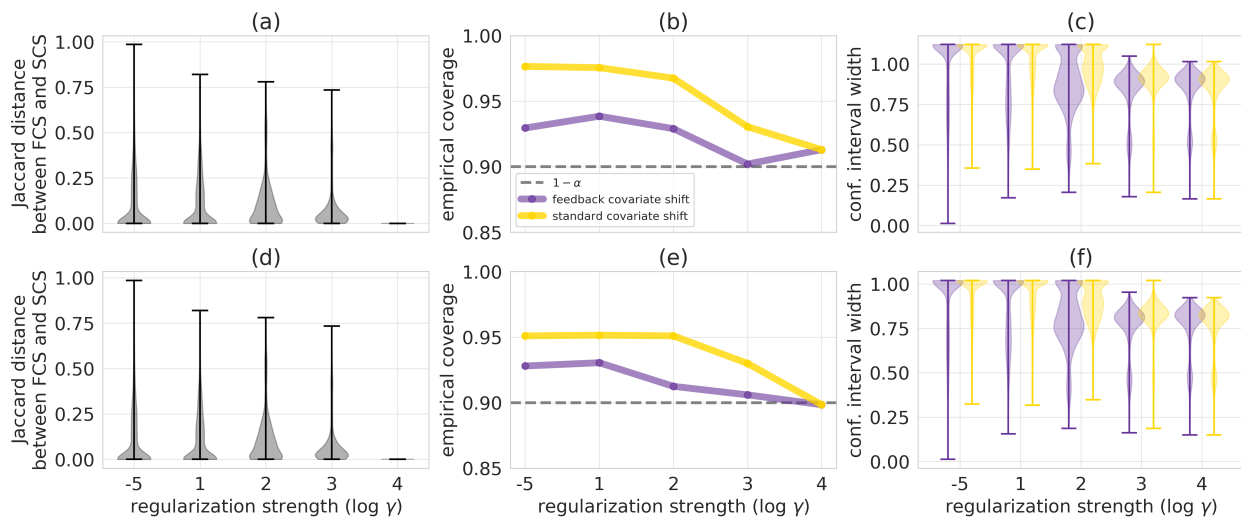 (a)
Jaccard distance
between FCS and SCS
1.00
0.75
0.50
0.25
0.00
-5 1 2 3 4
(b)
empirical coverage
1.00
0.95
0.90
0.85
1 − α
feedback covariate shift
standard covariate shift
(c)
conf. interval width
1.00
0.75
0.50
0.25
0.00
(d)
Jaccard distance
between FCS and SCS
1.00
0.75
0.50
0.25
0.00
-5 1 2 3 4
regularization strength (log γ)
(e)
empirical coverage
1.00
0.95
0.90
0.85
-5 1 2 3 4
regularization strength (log γ)
(f)
conf. interval width
1.00
0.75
0.50
0.25
0.00
-5 1 2 3 4
regularization strength (log γ)